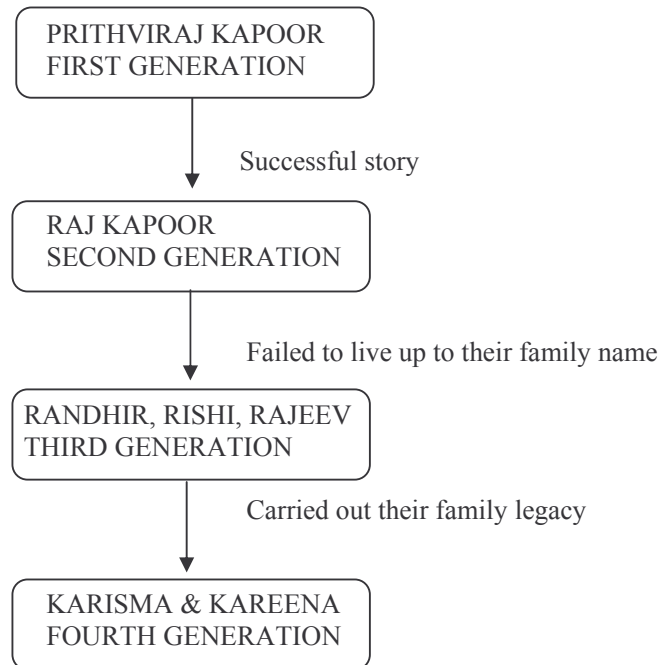 PRITHVIRAJ KAPOOR
FIRST GENERATION
Successful story
RAJ KAPOOR
SECOND GENERATION
Failed to live up to their family name
RANDHIR, RISHI, RAJEEV
THIRD GENERATION
Carried out their family legacy
KARISMA & KAREENA
FOURTH GENERATION